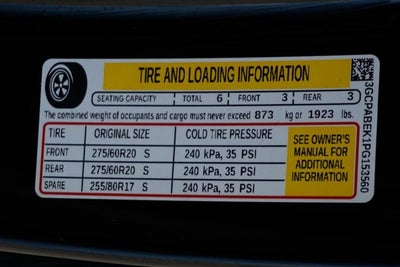 TIRE AND LOADING INFORMATION
SEATING CAPACITY TOTAL 6 FRONT 3 REAR 3
The combined weight of occupants and cargo must never exceed 873 kg or 1923 lbs.
TIRE ORIGINAL SIZE COLD TIRE PRESSURE
FRONT 275/60R20 S 240 kPa, 35 PSI
REAR 275/60R20 S 240 kPa, 35 PSI
SPARE 255/80R17 S 240 kPa, 35 PSI
SEE OWNER'S
MANUAL FOR
ADDITIONAL
INFORMATION
3GCPABEK1PG153560